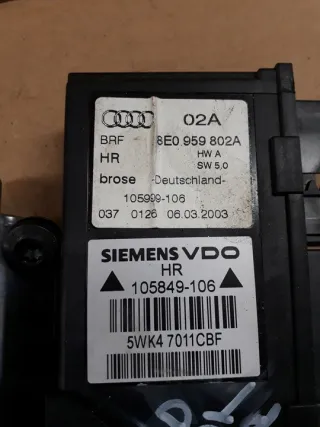 02A
BRF 8E0 959 802A
HR HW A
SW 5.0
brose -Deutschland-
105999-106
037 0126 06.03.2003
SIEMENS VDO
HR
105849-106
5WK4 7011CBF